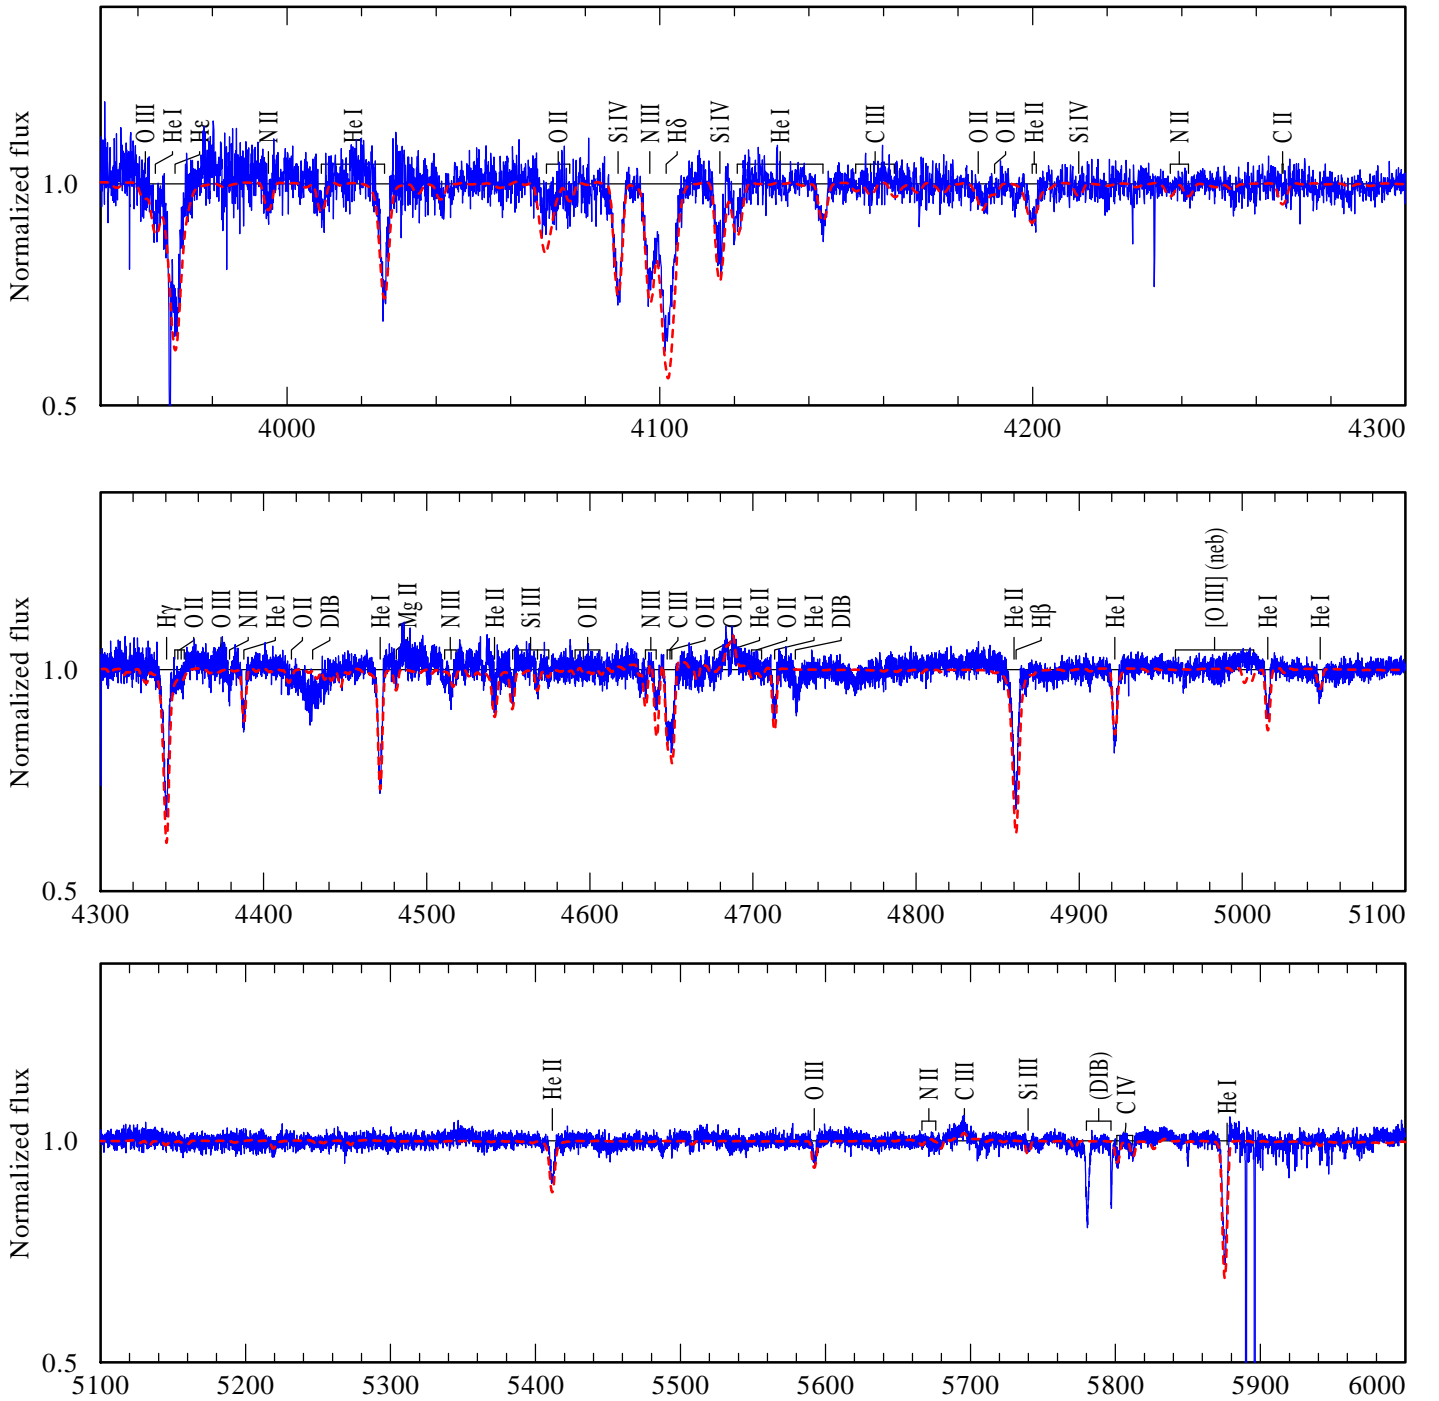 Normalized flux
O III He I Hε N II He I O II Si IV N III Hδ Si IV He I C III O II O II He II Si IV N II C II
1.0
0.5
4000 4100 4200 4300
Normalized flux
Hγ O II O III N III He I O II DIB He I Mg II N III He II Si III O II N III C III O II O II He II O II He I DIB He II Hβ He I [O III] (neb) He I He I
1.0
0.5
4300 4400 4500 4600 4700 4800 4900 5000 5100
Normalized flux
He II O III N II C III Si III (DIB) C IV He I
1.0
0.5
5100 5200 5300 5400 5500 5600 5700 5800 5900 6000